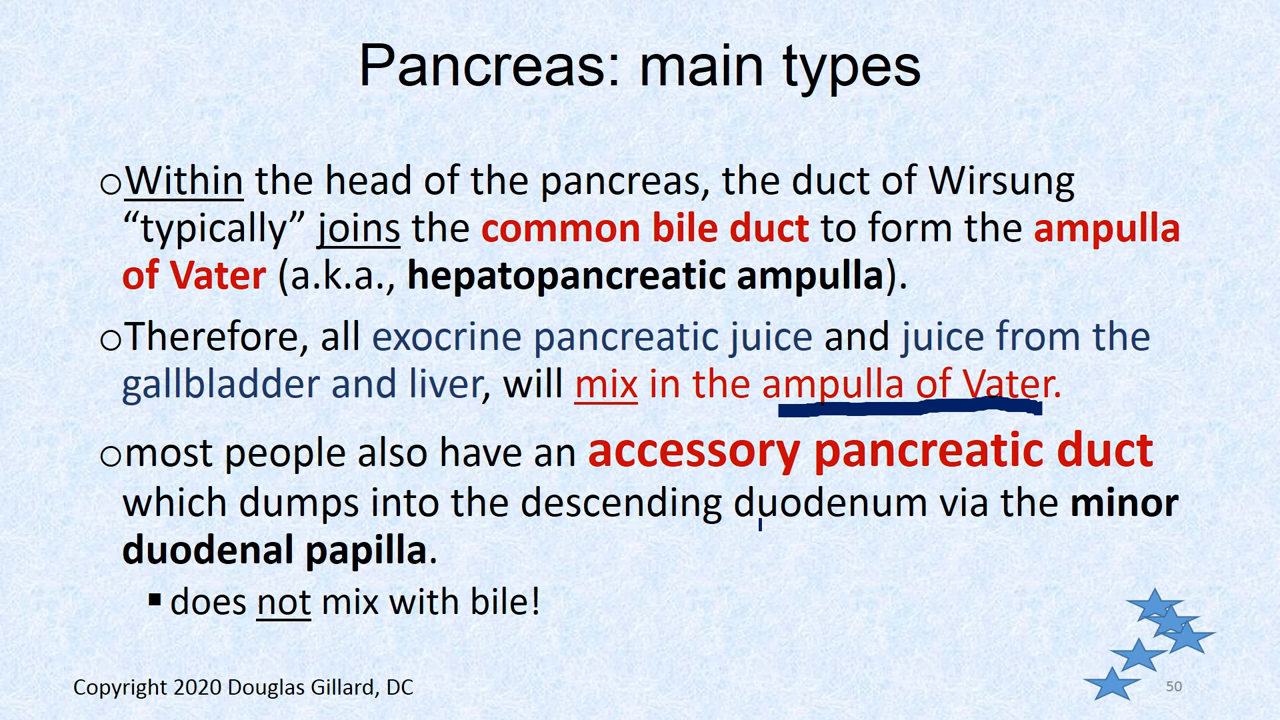 Pancreas: main types
○Within the head of the pancreas, the duct of Wirsung
“typically” joins the common bile duct to form the ampulla
of Vater (a.k.a., hepatopancreatic ampulla).
○Therefore, all exocrine pancreatic juice and juice from the
gallbladder and liver, will mix in the ampulla of Vater.
○most people also have an accessory pancreatic duct
which dumps into the descending duodenum via the minor
duodenal papilla.
▪ does not mix with bile!
Copyright 2020 Douglas Gillard, DC
50